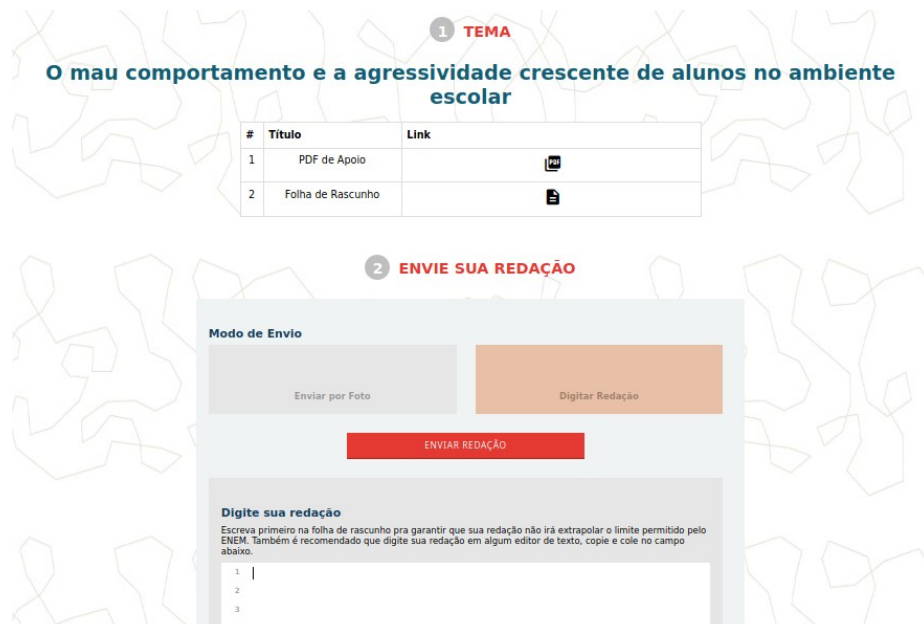 1 TEMA
O mau comportamento e a agressividade crescente de alunos no ambiente
escolar
# Título Link
1 PDF de Apoio PDF
2 Folha de Rascunho
2 ENVIE SUA REDAÇÃO
Modo de Envio
Enviar por Foto Digitar Redação
ENVIAR REDAÇÃO
Digite sua redação
Escreva primeiro na folha de rascunho pra garantir que sua redação não irá extrapolar o limite permitido pelo
ENEM. Também é recomendado que digite sua redação em algum editor de texto, copie e cole no campo
abaixo.
1
2
3